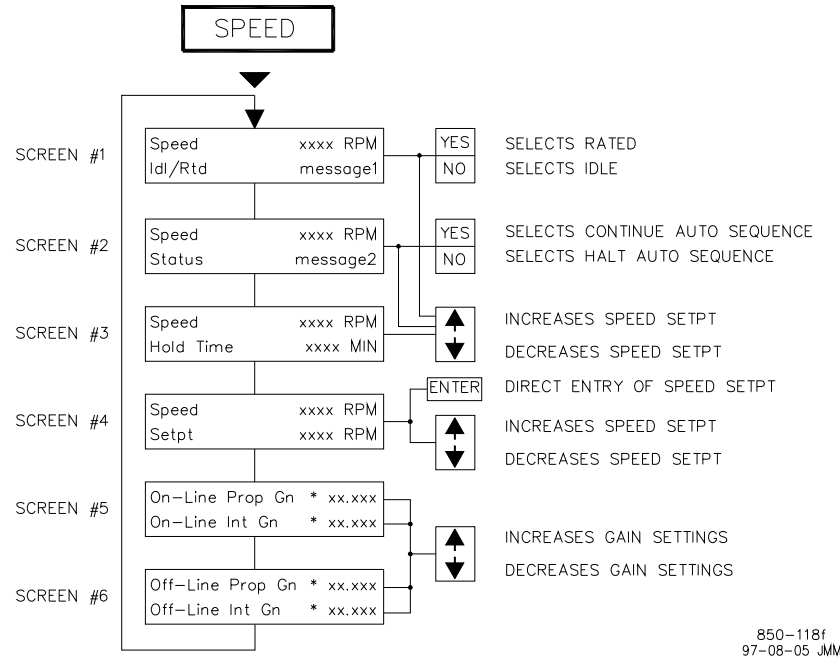 SPEED
SCREEN #1
Speed xxxx RPM
Idl/Rtd message1
YES SELECTS RATED
NO SELECTS IDLE
SCREEN #2
Speed xxxx RPM
Status message2
YES SELECTS CONTINUE AUTO SEQUENCE
NO SELECTS HALT AUTO SEQUENCE
SCREEN #3
Speed xxxx RPM
Hold Time xxxx MIN
INCREASES SPEED SETPT
DECREASES SPEED SETPT
SCREEN #4
Speed xxxx RPM
Setpt xxxx RPM
ENTER DIRECT ENTRY OF SPEED SETPT
INCREASES SPEED SETPT
DECREASES SPEED SETPT
SCREEN #5
On-Line Prop Gn * xx.xxx
On-Line Int Gn * xx.xxx
INCREASES GAIN SETTINGS
DECREASES GAIN SETTINGS
SCREEN #6
Off-Line Prop Gn * xx.xxx
Off-Line Int Gn * xx.xxx
850-118f
97-08-05 JMM